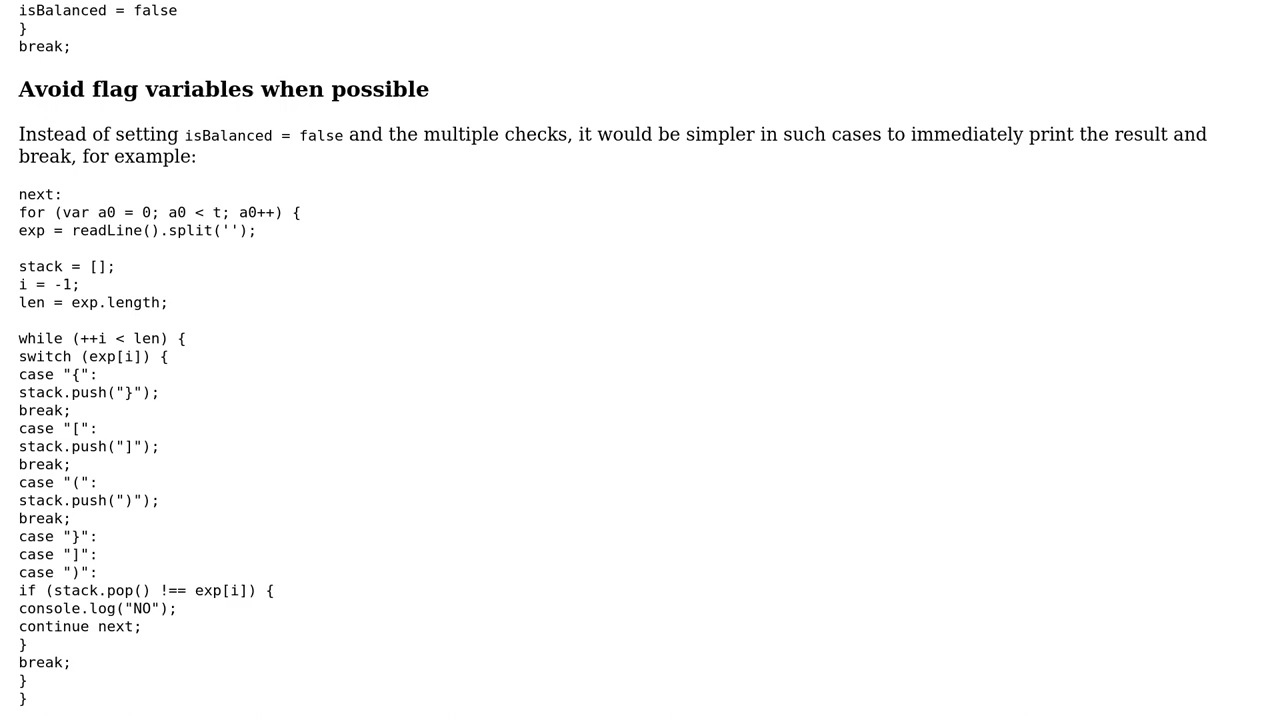 isBalanced = false
}
break;
Avoid flag variables when possible
Instead of setting isBalanced = false and the multiple checks, it would be simpler in such cases to immediately print the result and
break, for example:
next:
for (var a0 = 0; a0 < t; a0++) {
exp = readLine().split('');
stack = [];
i = -1;
len = exp.length;
while (++i < len) {
switch (exp[i]) {
case "{":
stack.push("}");
break;
case "[":
stack.push("]");
break;
case "(":
stack.push(")");
break;
case "}":
case "]":
case ")":
if (stack.pop() !== exp[i]) {
console.log("NO");
continue next;
}
break;
}
}